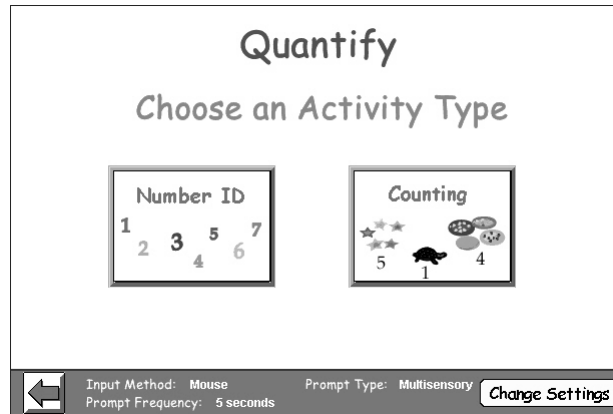 Quantify
Choose an Activity Type
Number ID
1 2 3 4 5 6 7
Counting
5 1 4
Input Method: Mouse
Prompt Type: Multisensory
Prompt Frequency: 5 seconds
Change Settings